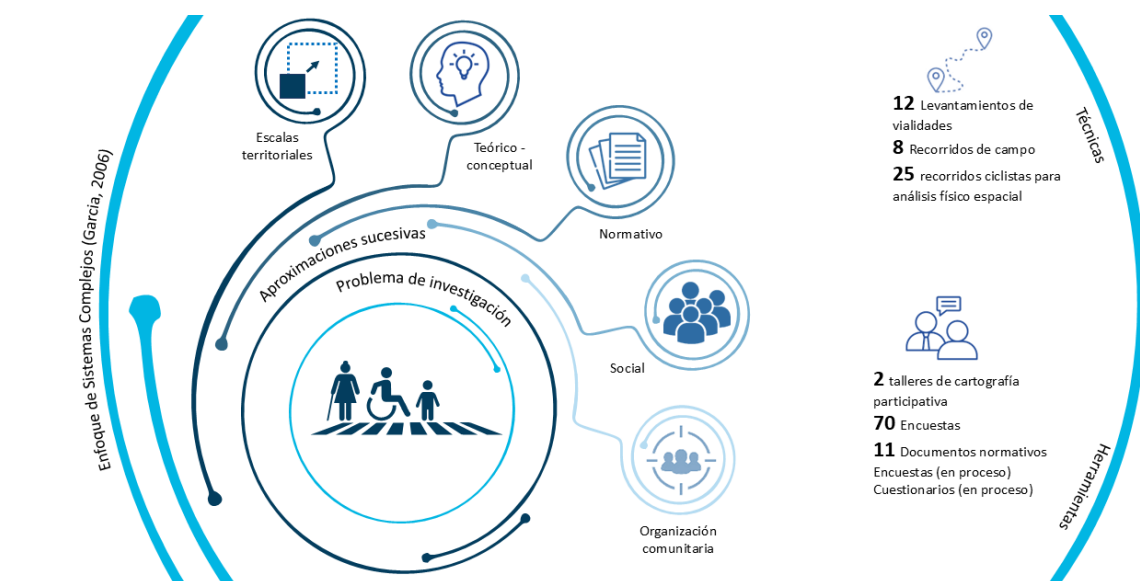 Enfoque de Sistemas Complejos (Garcia, 2006)
Escalas
territoriales
Teórico -
conceptual
Normativo
Social
Organización
comunitaria
Aproximaciones sucesivas
Problema de investigación
Técnicas
12 Levantamientos de
vialidades
8 Recorridos de campo
25 recorridos ciclistas para
análisis físico espacial
2 talleres de cartografía
participativa
70 Encuestas
11 Documentos normativos
Encuestas (en proceso)
Cuestionarios (en proceso)
Herramientas